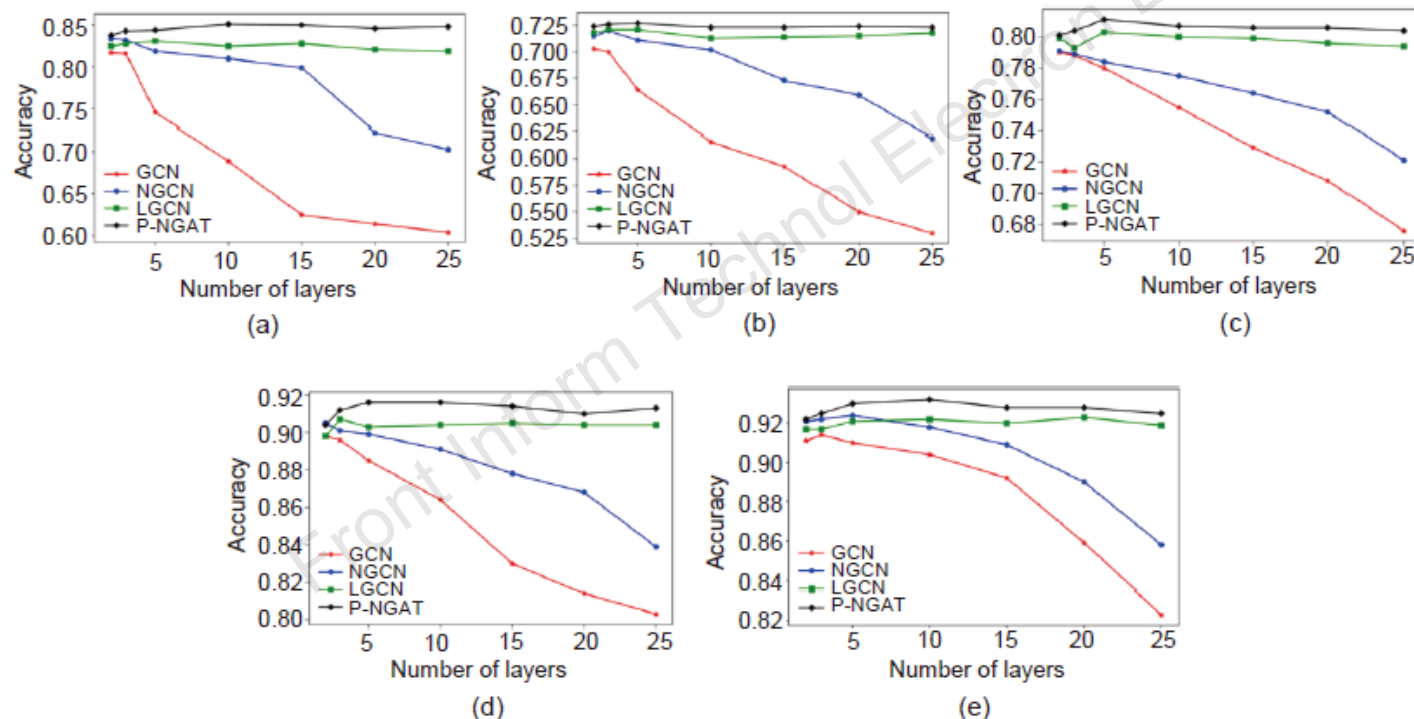 0.85
0.80
0.75
0.70
0.65
0.60
Accuracy
GCN
NGCN
LGCN
P-NGAT
5 10 15 20 25
Number of layers
(a)
0.725
0.700
0.675
0.650
0.625
0.600
0.575
0.550
0.525
Accuracy
GCN
NGCN
LGCN
P-NGAT
5 10 15 20 25
Number of layers
(b)
0.80
0.78
0.76
0.74
0.72
0.70
0.68
Accuracy
GCN
NGCN
LGCN
P-NGAT
5 10 15 20 25
Number of layers
(c)
0.92
0.90
0.88
0.86
0.84
0.82
0.80
Accuracy
GCN
NGCN
LGCN
P-NGAT
5 10 15 20 25
Number of layers
(d)
0.92
0.90
0.88
0.86
0.84
0.82
Accuracy
GCN
NGCN
LGCN
P-NGAT
5 10 15 20 25
Number of layers
(e)
Front Inform Technol Electron